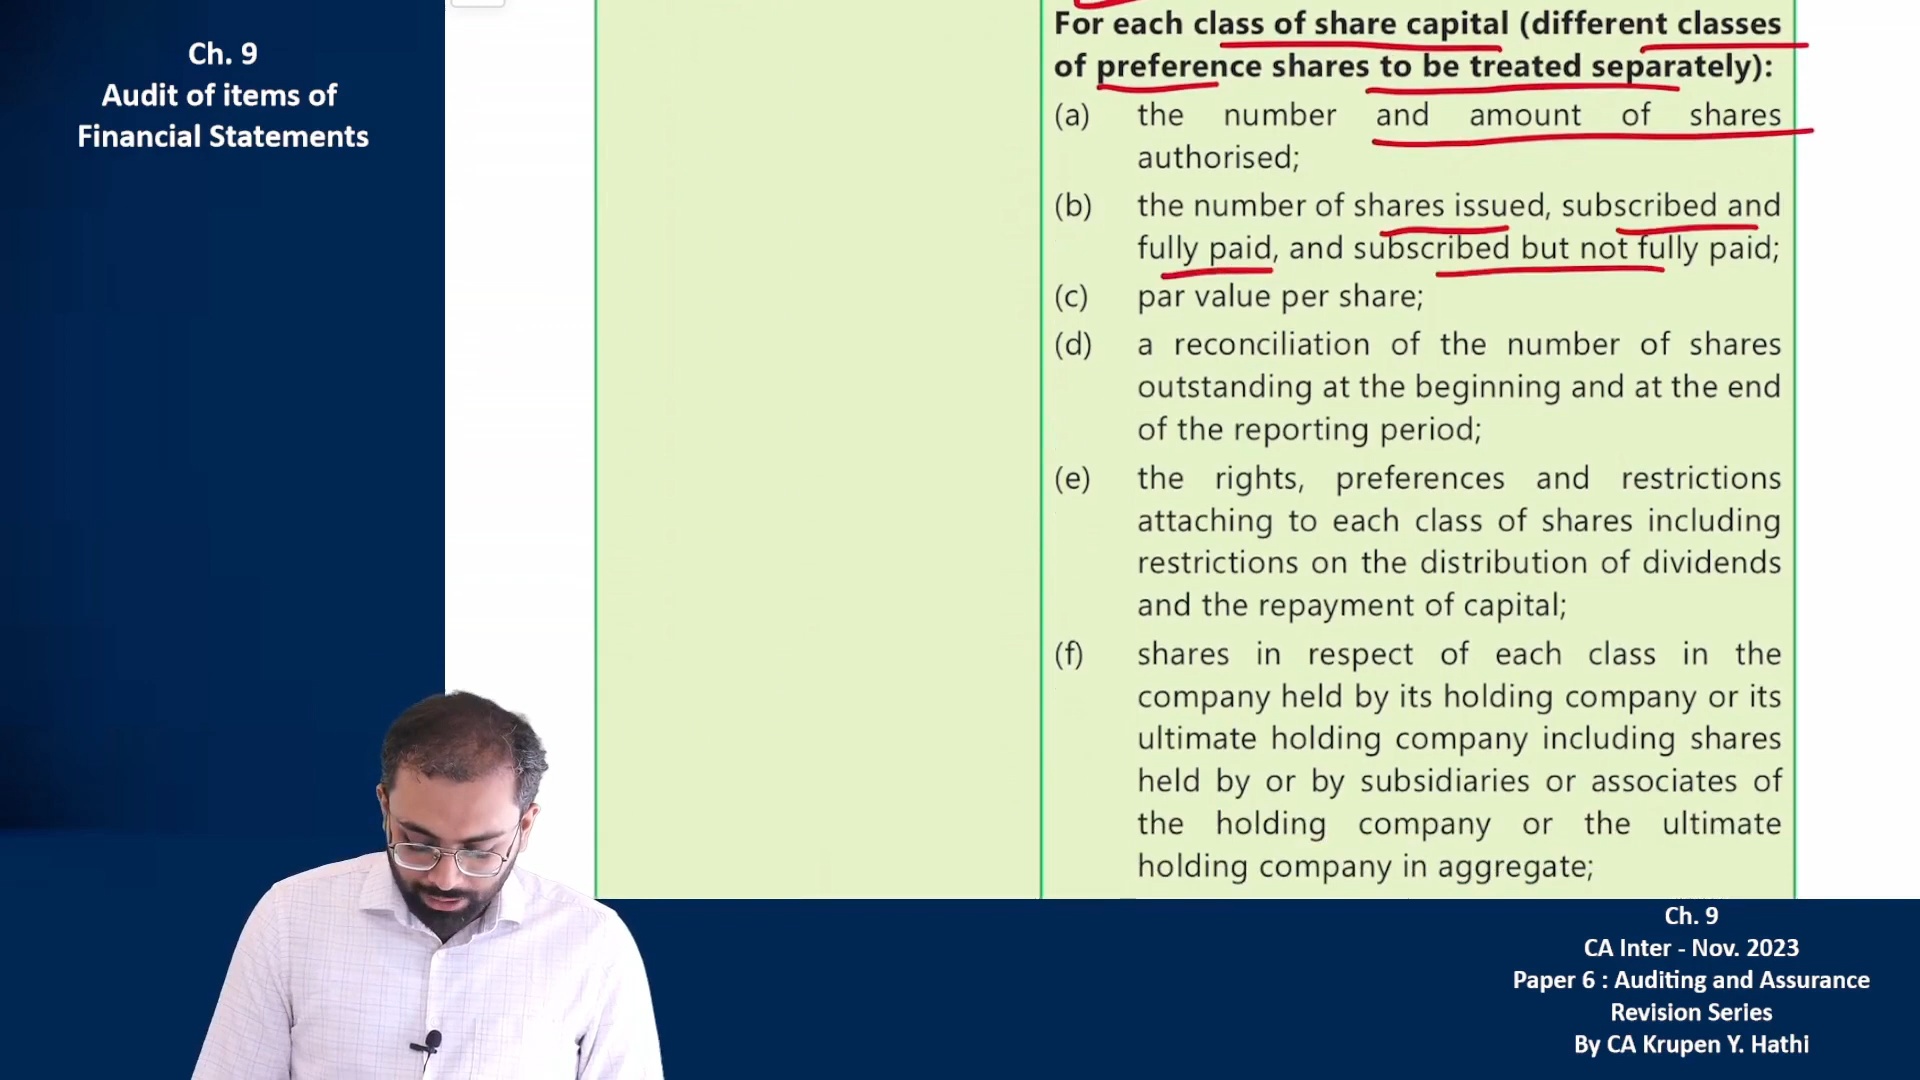 Ch. 9
Audit of items of
Financial Statements
For each class of share capital (different classes
of preference shares to be treated separately):
(a) the number and amount of shares
authorised;
(b) the number of shares issued, subscribed and
fully paid, and subscribed but not fully paid;
(c) par value per share;
(d) a reconciliation of the number of shares
outstanding at the beginning and at the end
of the reporting period;
(e) the rights, preferences and restrictions
attaching to each class of shares including
restrictions on the distribution of dividends
and the repayment of capital;
(f) shares in respect of each class in the
company held by its holding company or its
ultimate holding company including shares
held by or by subsidiaries or associates of
the holding company or the ultimate
holding company in aggregate;
Ch. 9
CA Inter - Nov. 2023
Paper 6 : Auditing and Assurance
Revision Series
By CA Krupen Y. Hathi